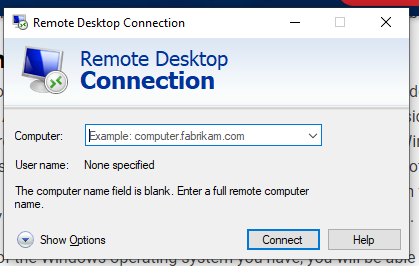 Remote Desktop Connection
Remote Desktop
Connection
Computer:
Example: computer.fabrikam.com
User name: None specified
The computer name field is blank. Enter a full remote computer
name.
Show Options
Connect
Help
of the Windows operating system you have, you will be able